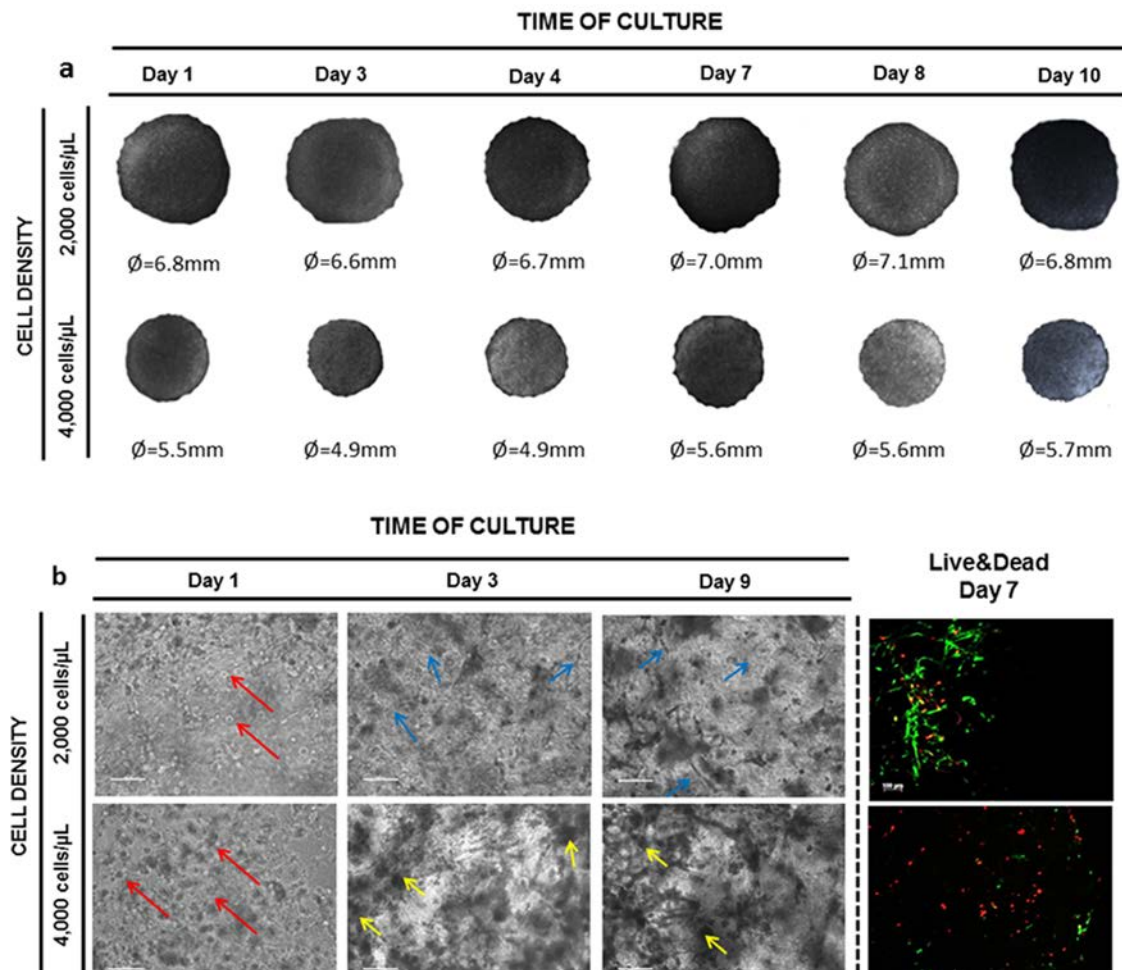 TIME OF CULTURE
a
Day 1 Day 3 Day 4 Day 7 Day 8 Day 10
CELL DENSITY
2,000 cells/µL
Ø=6.8mm Ø=6.6mm Ø=6.7mm Ø=7.0mm Ø=7.1mm Ø=6.8mm
4,000 cells/µL
Ø=5.5mm Ø=4.9mm Ø=4.9mm Ø=5.6mm Ø=5.6mm Ø=5.7mm
TIME OF CULTURE
b
Day 1 Day 3 Day 9
Live&Dead
Day 7
CELL DENSITY
2,000 cells/µL
4,000 cells/µL